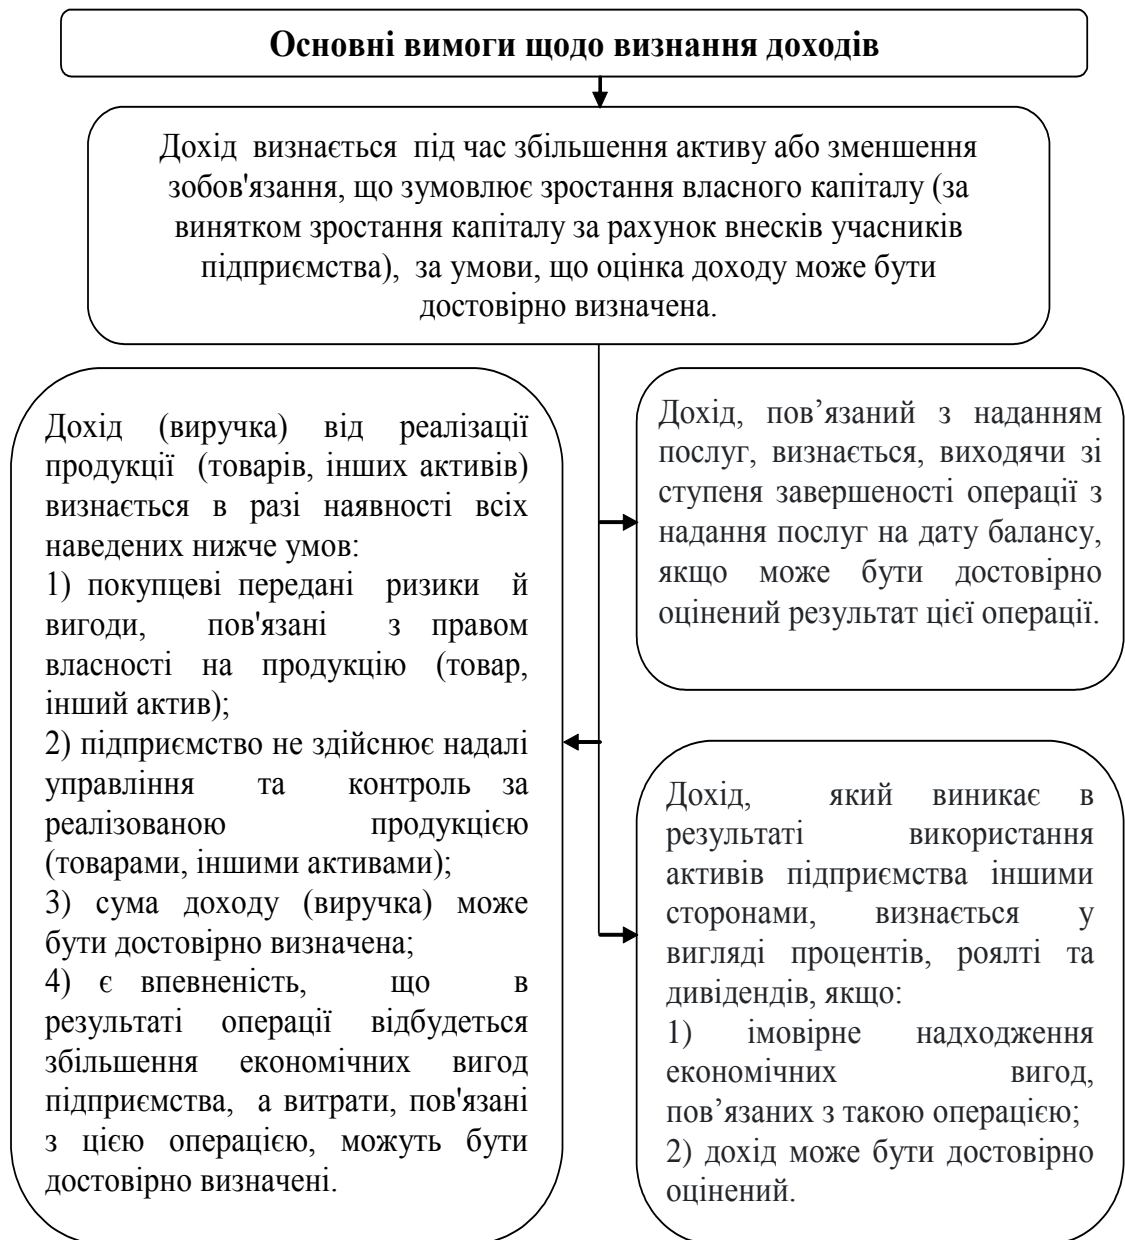 Основні вимоги щодо визнання доходів
Дохід визнається під час збільшення активу або зменшення
зобов'язання, що зумовлює зростання власного капіталу (за
винятком зростання капіталу за рахунок внесків учасників
підприємства), за умови, що оцінка доходу може бути
достовірно визначена.
Дохід (виручка) від реалізації
продукції (товарів, інших активів)
визнається в разі наявності всіх
наведених нижче умов:
1) покупцеві передані ризики й
вигоди, пов'язані з правом
власності на продукцію (товар,
інший актив);
2) підприємство не здійснює надалі
управління та контроль за
реалізованою продукцією
(товарами, іншими активами);
3) сума доходу (виручка) може
бути достовірно визначена;
4) є впевненість, що в
результаті операції відбудеться
збільшення економічних вигод
підприємства, а витрати, пов'язані
з цією операцією, можуть бути
достовірно визначені.
Дохід, пов’язаний з наданням
послуг, визнається, виходячи зі
ступеня завершеності операції з
надання послуг на дату балансу,
якщо може бути достовірно
оцінений результат цієї операції.
Дохід, який виникає в
результаті використання
активів підприємства іншими
сторонами, визнається у
вигляді процентів, роялті та
дивідендів, якщо:
1) імовірне надходження
економічних вигод,
пов’язаних з такою операцією;
2) дохід може бути достовірно
оцінений.